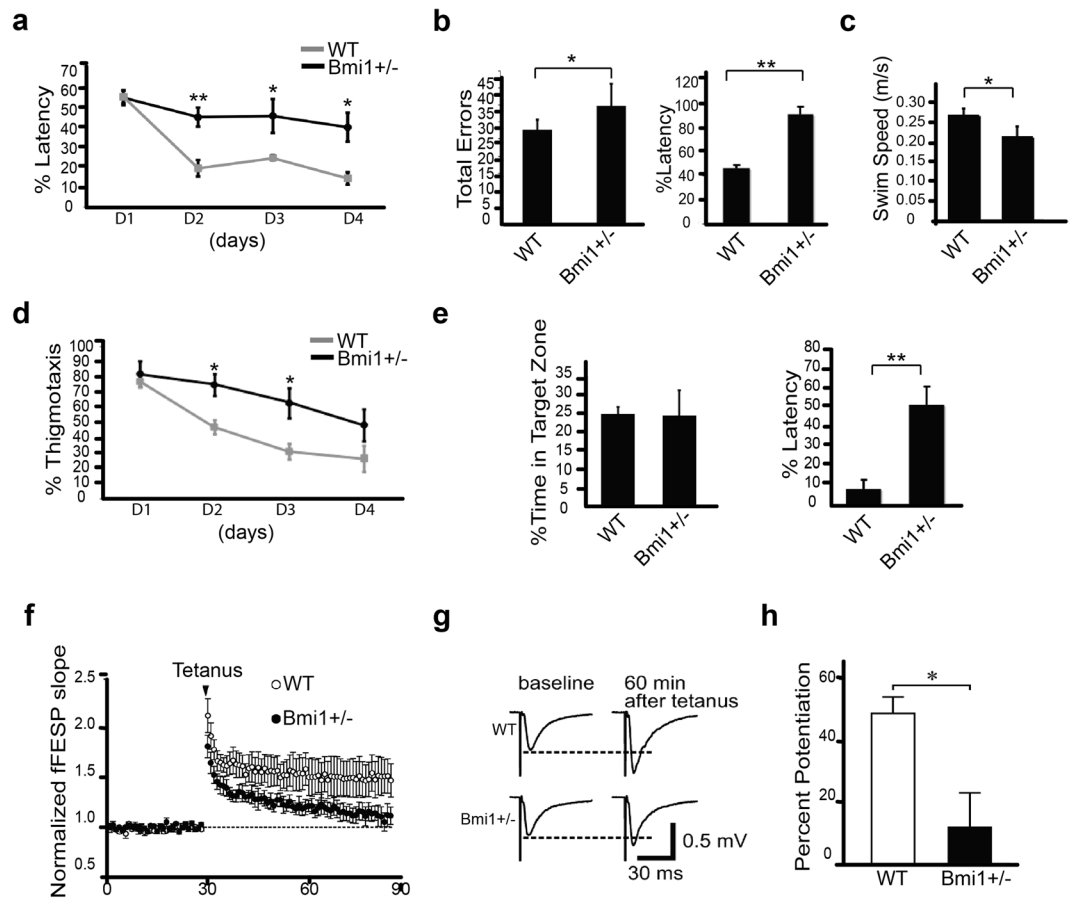 a
WT
Bmi1+/-
% Latency
70
60
50
40
30
20
10
0
**
*
*
D1 D2 D3 D4
(days)
b
Total Errors
45
40
35
30
25
20
15
10
5
0
*
WT
Bmi1+/-
%Latency
120
100
80
60
40
20
0
**
WT
Bmi1+/-
c
Swim Speed (m/s)
0.30
0.25
0.20
0.15
0.10
0.05
0
*
WT
Bmi1+/-
d
WT
Bmi1+/-
% Thigmotaxis
100
90
80
70
60
50
40
30
20
10
0
*
*
D1 D2 D3 D4
(days)
e
%Time in Target Zone
35
30
25
20
15
10
5
WT
Bmi1+/-
% Latency
80
70
60
50
40
30
20
10
0
**
WT
Bmi1+/-
f
Normalized fFESP slope
2.5
2.0
1.5
1.0
0.5
Tetanus
WT
Bmi1+/-
0 30 60 90
g
baseline
60 min
after tetanus
WT
Bmi1+/-
0.5 mV
30 ms
h
Percent Potentiation
60
40
20
0
*
WT Bmi1+/-